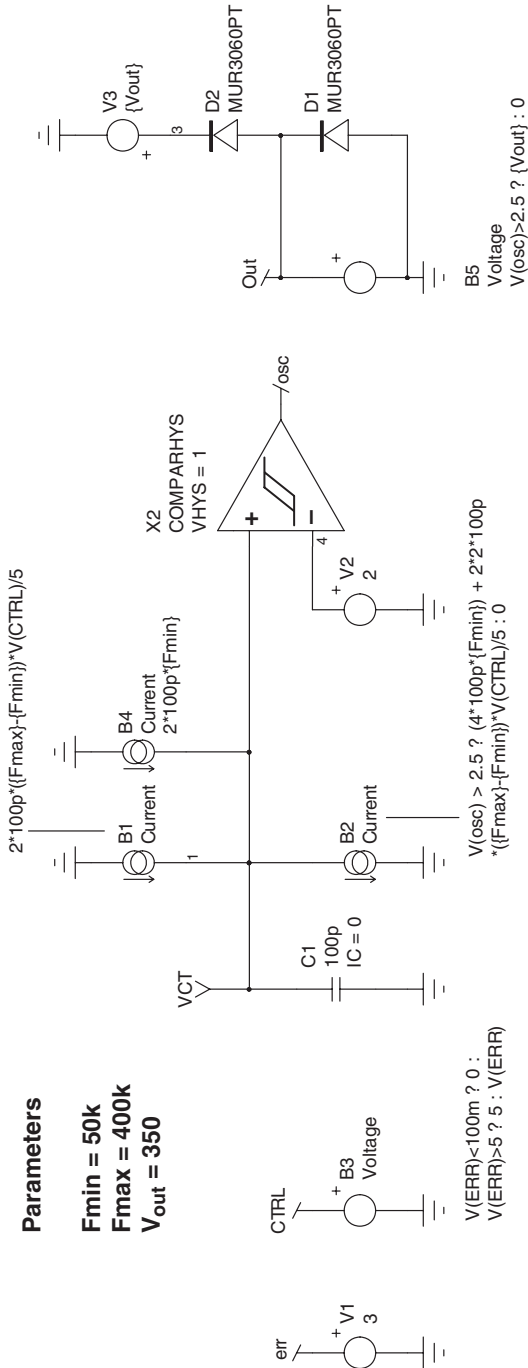 Parameters
Fmin = 50k
Fmax = 400k
Vout = 350
err
+ V1
3
CTRL
+ B3
Voltage
V(ERR)<100m ? 0 :
V(ERR)>5 ? 5 : V(ERR)
VCT
C1
100p
IC = 0
2*100p*({Fmax}-{Fmin})*V(CTRL)/5
B1
Current
1
B4
Current
2*100p*{Fmin}
B2
Current
V(osc) > 2.5 ? (4*100p*{Fmin}) + 2*2*100p
*({Fmax}-{Fmin})*V(CTRL)/5 : 0
X2
COMPARHYS
VHYS = 1
+
−
4
+ V2
2
osc
V3
{Vout}
+
3
D2
MUR3060PT
D1
MUR3060PT
Out
+
B5
Voltage
V(osc)>2.5 ? {Vout} : 0